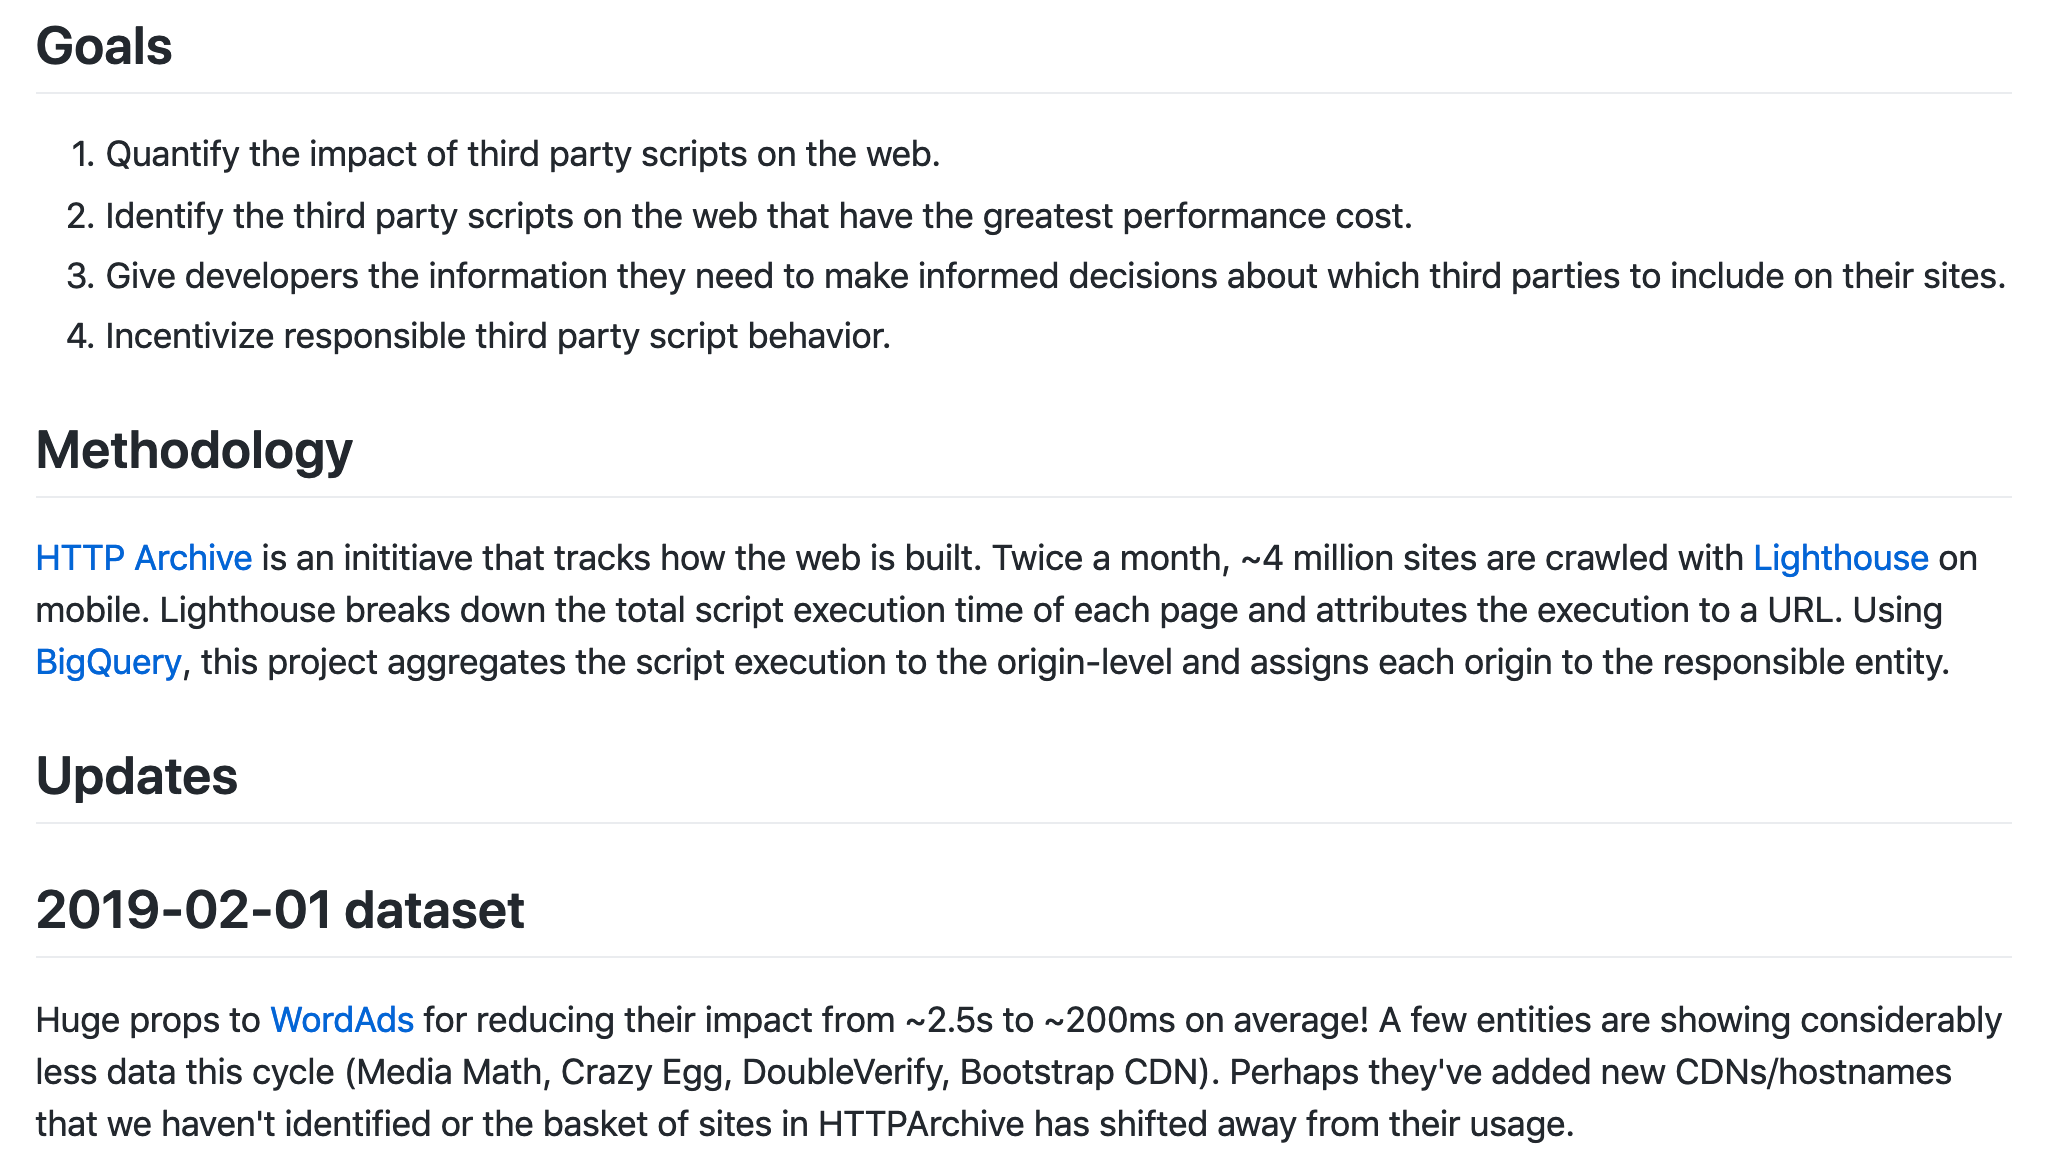 Goals
1. Quantify the impact of third party scripts on the web.
2. Identify the third party scripts on the web that have the greatest performance cost.
3. Give developers the information they need to make informed decisions about which third parties to include on their sites.
4. Incentivize responsible third party script behavior.
Methodology
HTTP Archive is an inititiave that tracks how the web is built. Twice a month, ~4 million sites are crawled with Lighthouse on
mobile. Lighthouse breaks down the total script execution time of each page and attributes the execution to a URL. Using
BigQuery, this project aggregates the script execution to the origin-level and assigns each origin to the responsible entity.
Updates
2019-02-01 dataset
Huge props to WordAds for reducing their impact from ~2.5s to ~200ms on average! A few entities are showing considerably
less data this cycle (Media Math, Crazy Egg, DoubleVerify, Bootstrap CDN). Perhaps they've added new CDNs/hostnames
that we haven't identified or the basket of sites in HTTPArchive has shifted away from their usage.